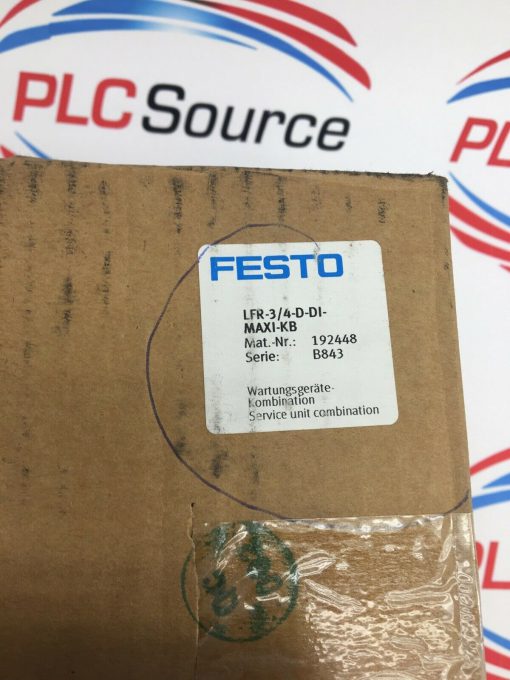 PLC Source
PLC
S
FESTO
LFR-3/4-D-DI-
MAXI-KB
Mat.-Nr.: 192448
Serie: B843
Wartungsgeräte-
Kombination
Service unit combination